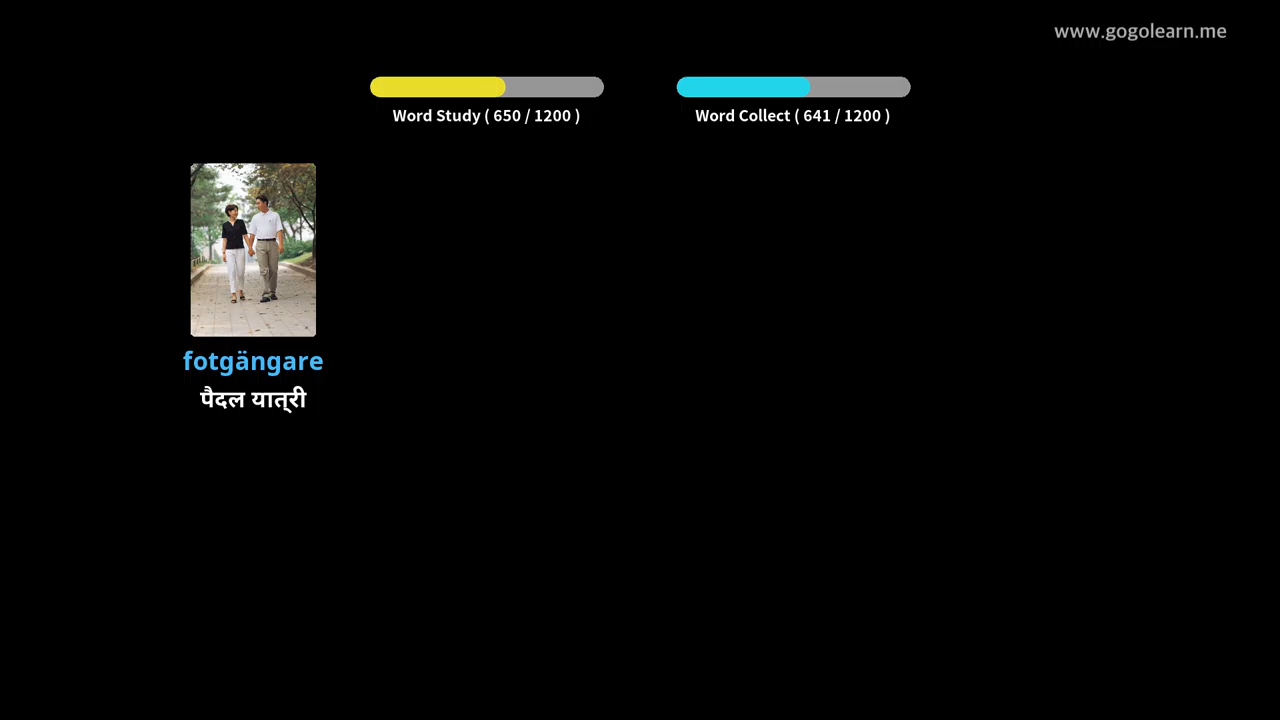 www.gogolearn.me
Word Study ( 650 / 1200 )
Word Collect ( 641 / 1200 )
fotgängare
पैदल यात्री